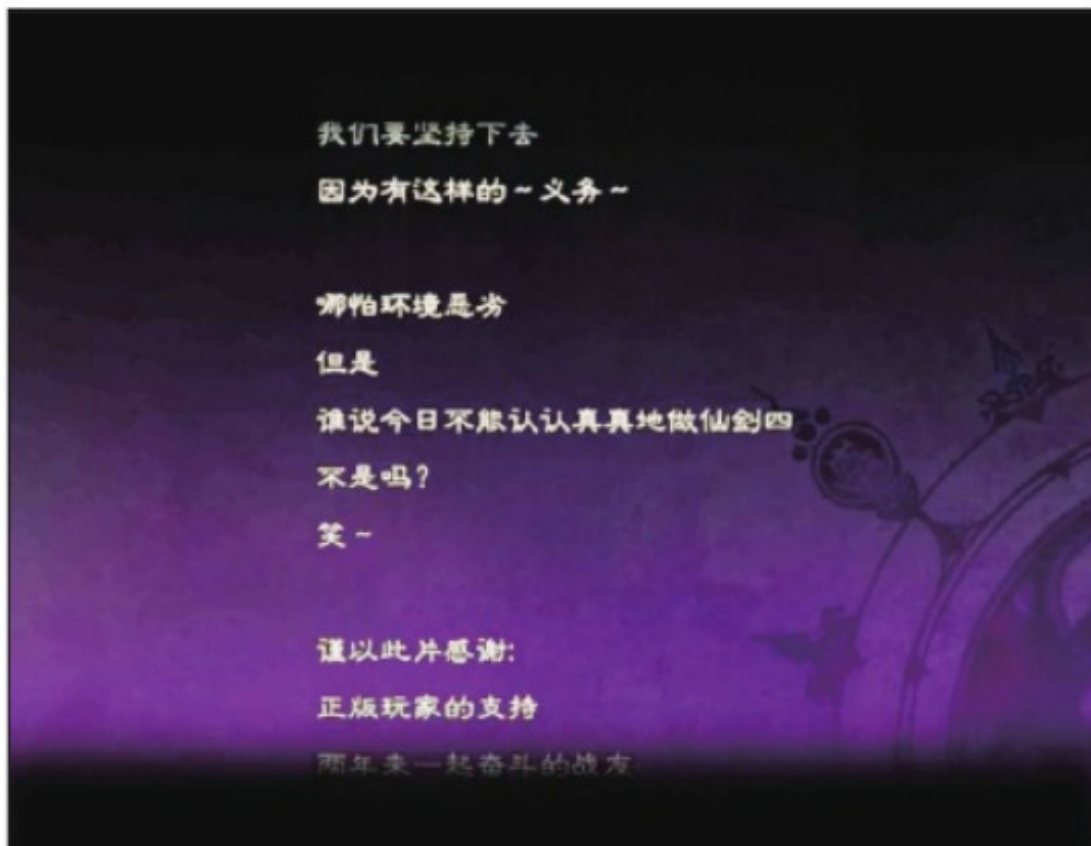 我们要坚持下去
因为有这样的~义务~
哪怕环境恶劣
但是
谁说今日不能认认真真地做仙剑四
不是吗?
笑~
谨以此片感谢:
正版玩家的支持
两年来一起奋斗的战友